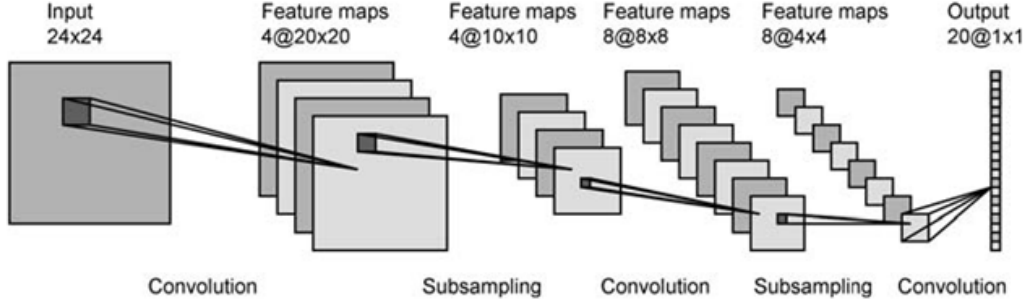 Input
24x24
Feature maps
4@20x20
Feature maps
4@10x10
Feature maps
8@8x8
Feature maps
8@4x4
Output
20@1x1
Convolution
Subsampling
Convolution
Subsampling
Convolution